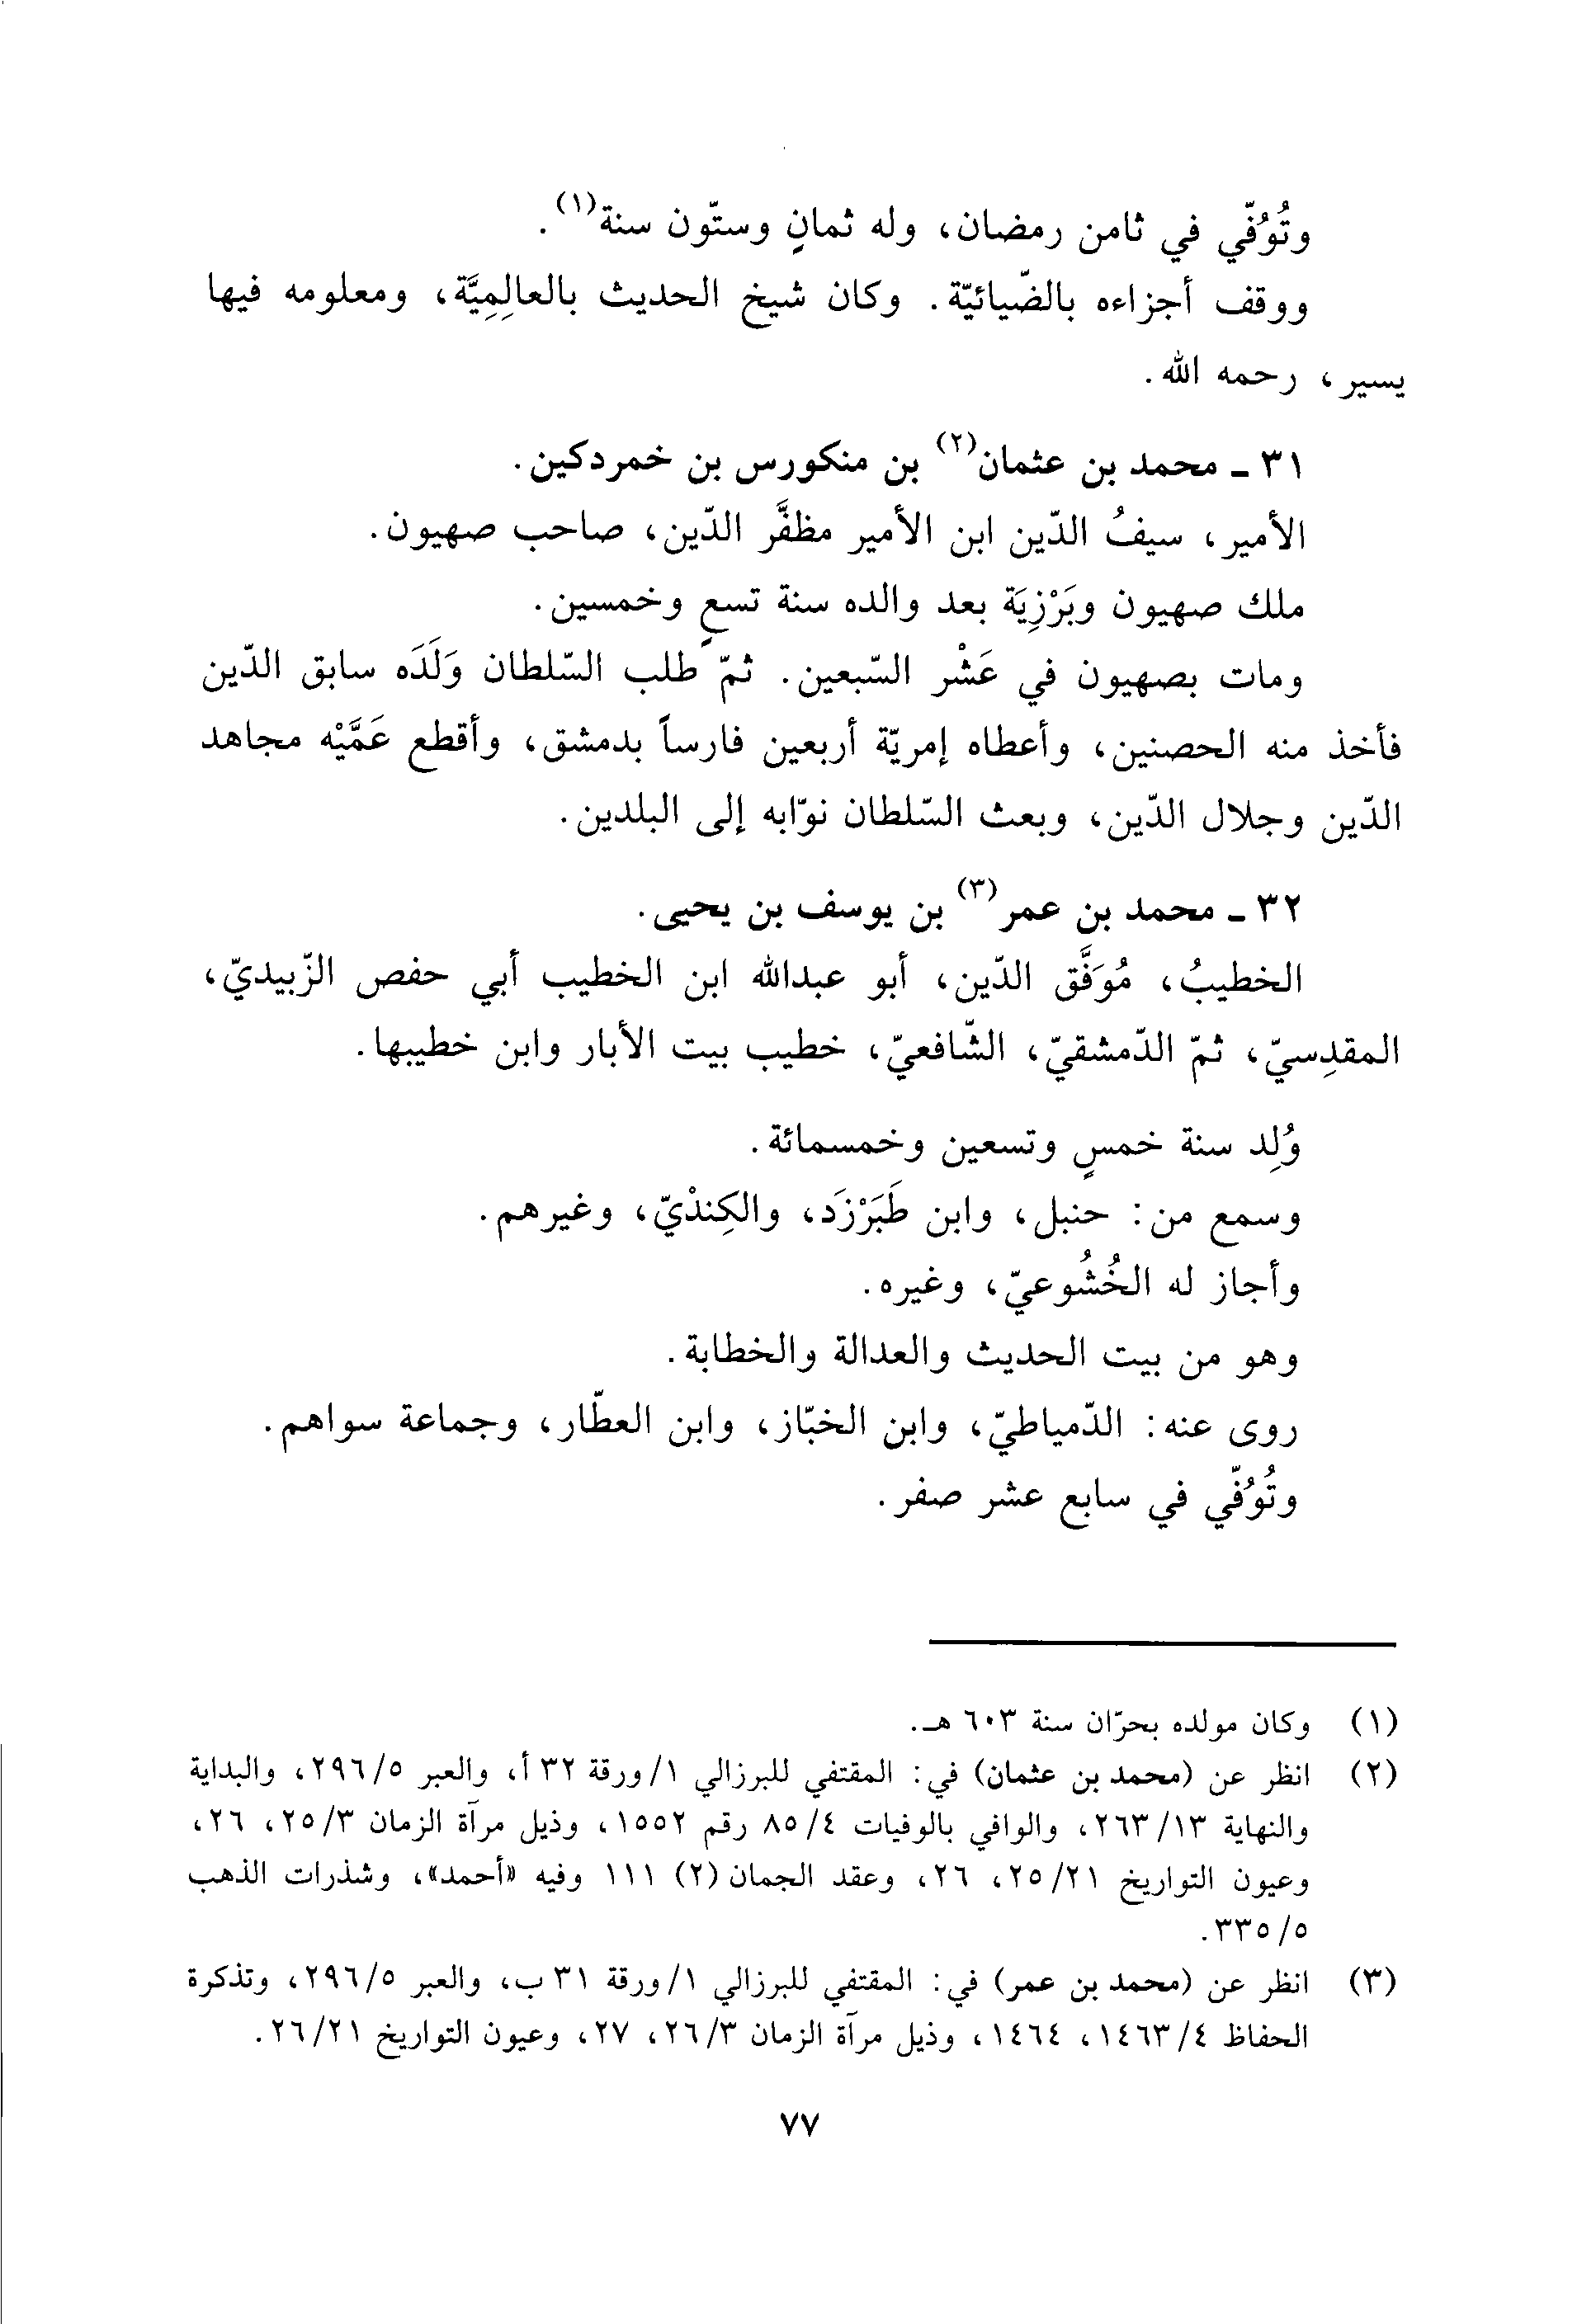 وتُوُفّي في ثامن رمضان، وله ثمانٍ وستّون سنة(١).
ووقف أجزاءه بالضّيائيّة. وكان شيخ الحديث بالعالِمِيَّة، ومعلومه فيها
يسير، رحمه الله.
٣١ ـ محمد بن عثمان(٢) بن منكورس بن خمردكين.
الأمير، سيفُ الدّين ابن الأمير مظفَّر الدّين، صاحب صهيون.
ملك صهيون وبَرْزِيَة بعد والده سنة تسعٍ وخمسين.
ومات بصهيون في عَشْر السّبعين. ثمّ طلب السّلطان وَلَدَه سابق الدّين
فأخذ منه الحصنين، وأعطاه إمريّة أربعين فارساً بدمشق، وأقطع عَمَّيْه مجاهد
الدّين وجلال الدّين، وبعث السّلطان نوّابه إلى البلدين.
٣٢ ـ محمد بن عمر(٣) بن يوسف بن يحيى.
الخطيبُ، مُوَفَّق الدّين، أبو عبدالله ابن الخطيب أبي حفص الزّبيديّ،
المقدِسيّ، ثمّ الدّمشقيّ، الشّافعيّ، خطيب بيت الأبار وابن خطيبها.
وُلِد سنة خمسٍ وتسعين وخمسمائة.
وسمع من: حنبل، وابن طَبَرْزَد، والكِنديّ، وغيرهم.
وأجاز له الخُشُوعيّ، وغيره.
وهو من بيت الحديث والعدالة والخطابة.
روى عنه: الدّمياطيّ، وابن الخبّاز، وابن العطّار، وجماعة سواهم.
وتُوُفّي في سابع عشر صفر.
(١) وكان مولده بحرّان سنة ٦٠٣ هـ.
(٢) انظر عن (محمد بن عثمان) في: المقتفي للبرزالي ١/ورقة ٣٢ أ، والعبر ٢٩٦/٥، والبداية
والنهاية ٢٦٣/١٣، والوافي بالوفيات ٨٥/٤ رقم ١٥٥٢، وذيل مرآة الزمان ٢٥/٣، ٢٦،
وعيون التواريخ ٢٥/٢١، ٢٦، وعقد الجمان (٢) ١١١ وفيه «أحمد»، وشذرات الذهب
٣٣٥/٥.
(٣) انظر عن (محمد بن عمر) في: المقتفي للبرزالي ١/ورقة ٣١ ب، والعبر ٢٩٦/٥، وتذكرة
الحفاظ ١٤٦٣/٤، ١٤٦٤، وذيل مرآة الزمان ٢٦/٣، ٢٧، وعيون التواريخ ٢٦/٢١.
٧٧